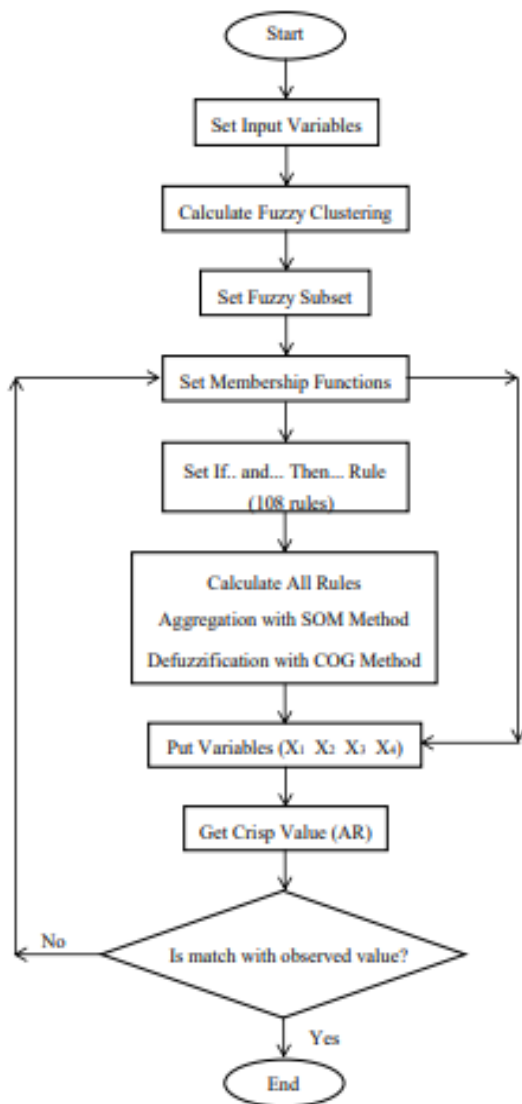 Start
Set Input Variables
Calculate Fuzzy Clustering
Set Fuzzy Subset
Set Membership Functions
Set If.. and... Then... Rule
(108 rules)
Calculate All Rules
Aggregation with SOM Method
Defuzzification with COG Method
Put Variables (X₁ X₂ X₃ X₄)
Get Crisp Value (AR)
No
Is match with observed value?
Yes
End